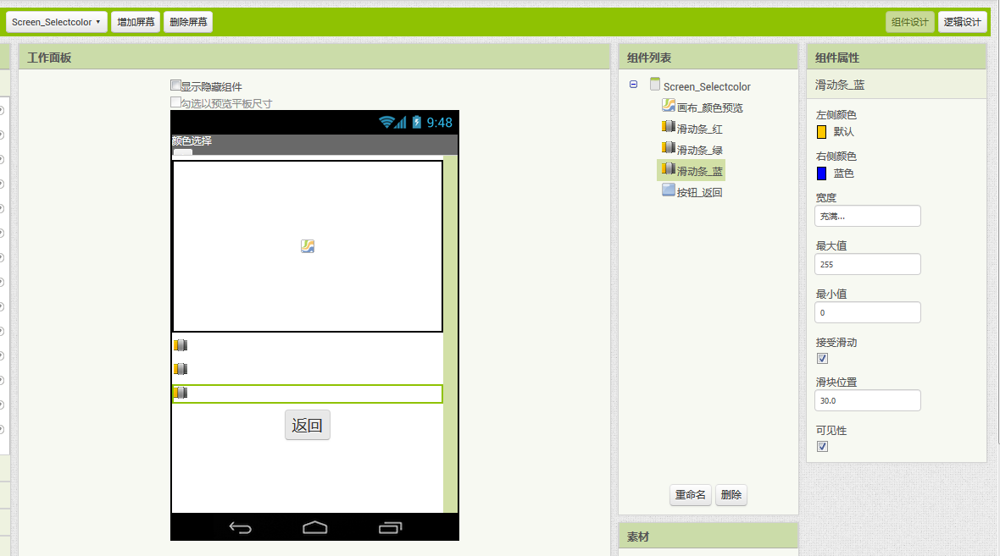 Screen_Selectcolor
增加屏幕
删除屏幕
组件设计
逻辑设计
工作面板
显示隐藏组件
勾选以预览平板尺寸
9:48
颜色选择
返回
组件列表
Screen_Selectcolor
画布_颜色预览
滑动条_红
滑动条_绿
滑动条_蓝
按钮_返回
重命名
删除
素材
组件属性
滑动条_蓝
左侧颜色
默认
右侧颜色
蓝色
宽度
充满...
最大值
255
最小值
0
接受滑动
滑块位置
30.0
可见性